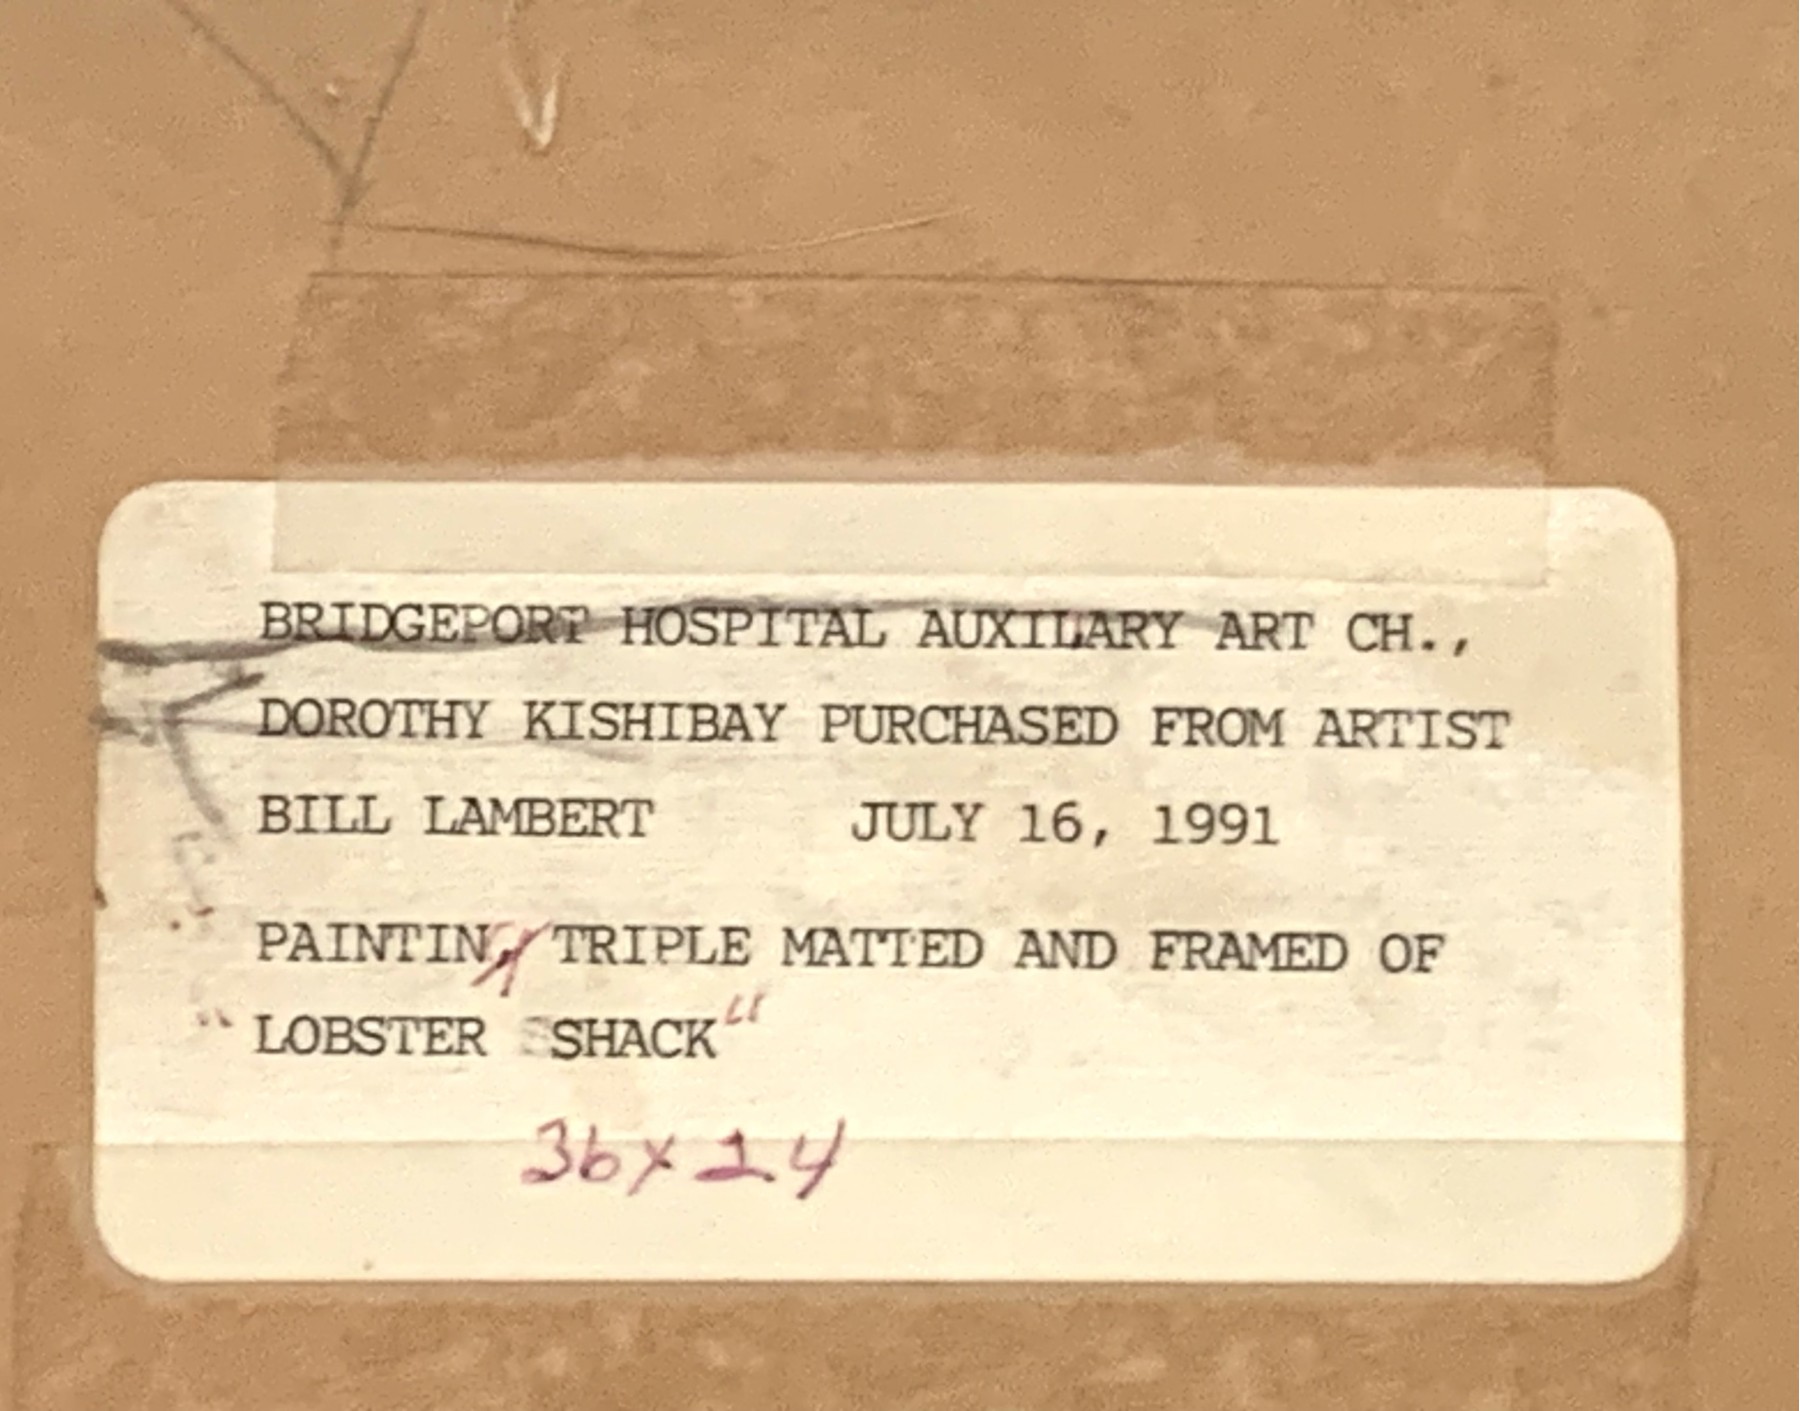 BRIDGEPORT HOSPITAL AUXILARY ART CH.,
DOROTHY KISHIBAY PURCHASED FROM ARTIST
BILL LAMBERT JULY 16, 1991
PAINTING TRIPLE MATTED AND FRAMED OF
"LOBSTER SHACK"
36x24